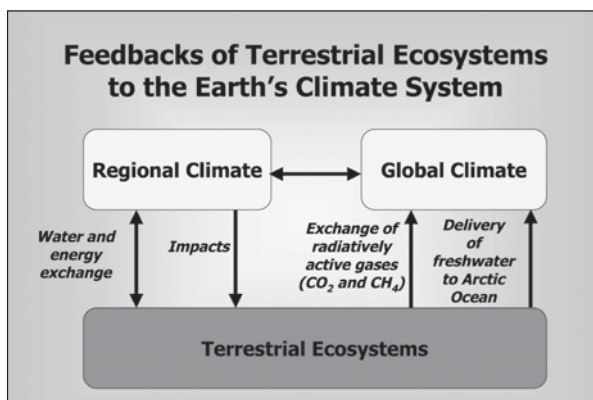 Feedbacks of Terrestrial Ecosystems
to the Earth's Climate System
Regional Climate
Global Climate
Water and
energy
exchange
Impacts
Exchange of
radiatively
active gases
(CO₂ and CH₄)
Delivery
of
freshwater
to Arctic
Ocean
Terrestrial Ecosystems